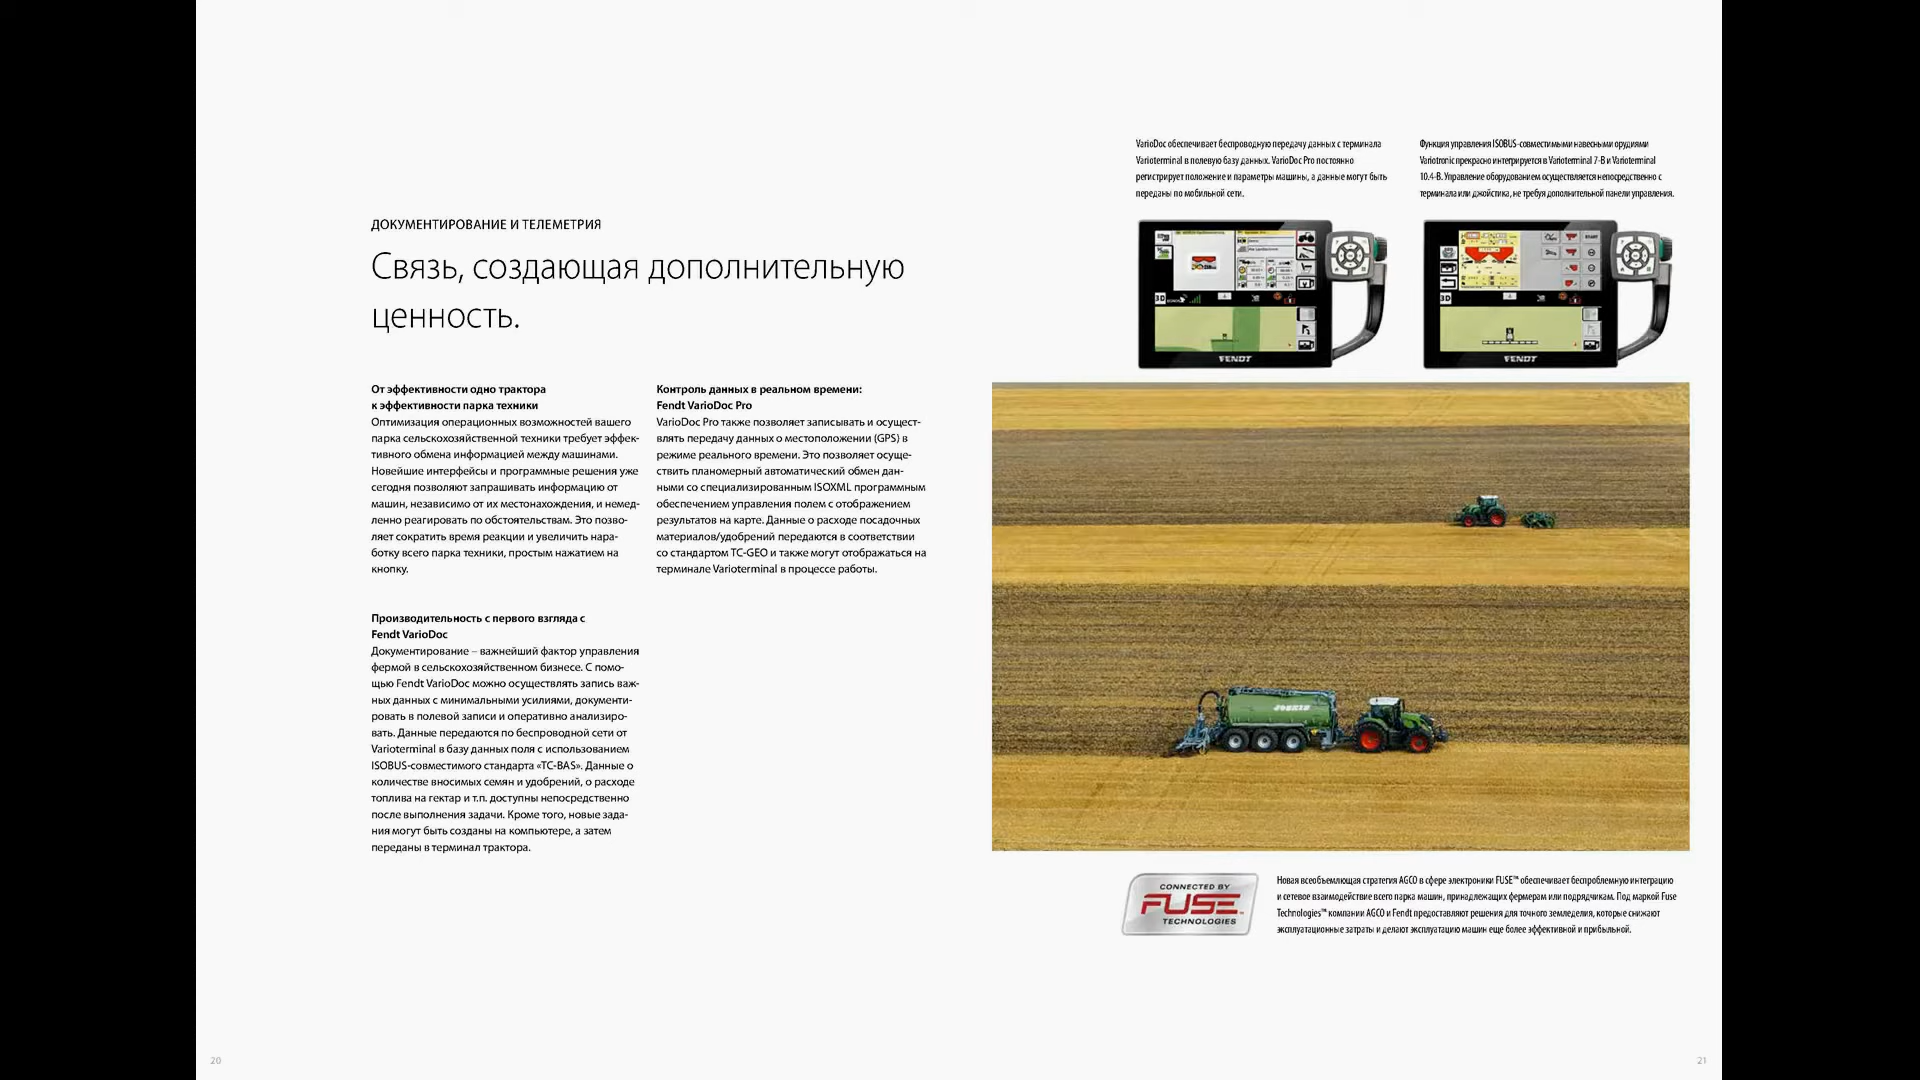 ДОКУМЕНТИРОВАНИЕ И ТЕЛЕМЕТРИЯ
Связь, создающая дополнительную
ценность.
От эффективности одно трактора
к эффективности парка техники
Оптимизация операционных возможностей вашего
парка сельскохозяйственной техники требует эффек-
тивного обмена информацией между машинами.
Новейшие интерфейсы и программные решения уже
сегодня позволяют запрашивать информацию от
машин, независимо от их местонахождения, и немед-
ленно реагировать по обстоятельствам. Это позво-
ляет сократить время реакции и увеличить нара-
ботку всего парка техники, простым нажатием на
кнопку.
Производительность с первого взгляда с
Fendt VarioDoc
Документирование – важнейший фактор управления
фермой в сельскохозяйственном бизнесе. С помо-
щью Fendt VarioDoc можно осуществлять запись важ-
ных данных с минимальными усилиями, документи-
ровать в полевой записи и оперативно анализиро-
вать. Данные передаются по беспроводной сети от
Varioterminal в базу данных поля с использованием
ISOBUS-совместимого стандарта «TC-BAS». Данные о
количестве вносимых семян и удобрений, о расходе
топлива на гектар и т.п. доступны непосредственно
после выполнения задачи. Кроме того, новые зада-
ния могут быть созданы на компьютере, а затем
переданы в терминал трактора.
Контроль данных в реальном времени:
Fendt VarioDoc Pro
VarioDoc Pro также позволяет записывать и осущест-
влять передачу данных о местоположении (GPS) в
режиме реального времени. Это позволяет осуще-
ствить планомерный автоматический обмен дан-
ными со специализированным ISOXML программным
обеспечением управления полем с отображением
результатов на карте. Данные о расходе посадочных
материалов/удобрений передаются в соответствии
со стандартом TC-GEO и также могут отображаться на
терминале Varioterminal в процессе работы.
VarioDoc обеспечивает беспроводную передачу данных с терминала
Varioterminal в полевую базу данных. VarioDoc Pro постоянно
регистрирует положение и параметры машины, а данные могут быть
переданы по мобильной сети.
Функция управления ISOBUS-совместимыми навесными орудиями
Variotronic прекрасно интегрируется в Varioterminal 7-B и Varioterminal
10.4-B. Управление оборудованием осуществляется непосредственно с
терминала или джойстика, не требуя дополнительной панели управления.
3D
FENDT
START
3D
FENDT
CONNECTED BY
FUSE™
TECHNOLOGIES
Новая всеобъемлющая стратегия AGCO в сфере электроники FUSE™ обеспечивает беспроблемную интеграцию
и сетевое взаимодействие всего парка машин, принадлежащих фермерам или подрядчикам. Под маркой Fuse
Technologies™ компании AGCO и Fendt предоставляют решения для точного земледелия, которые снижают
эксплуатационные затраты и делают эксплуатацию машин еще более эффективной и прибыльной.
20
21